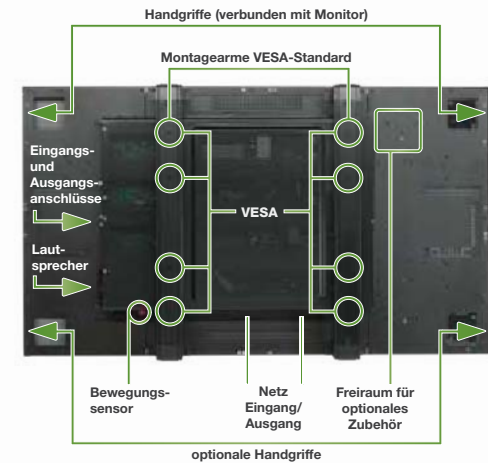 Handgriffe (verbunden mit Monitor)
Montagearme VESA-Standard
Eingangs-
und
Ausgangs-
anschlüsse
VESA
Laut-
sprecher
Bewegungs-
sensor
Netz
Eingang/
Ausgang
Freiraum für
optionales
Zubehör
optionale Handgriffe